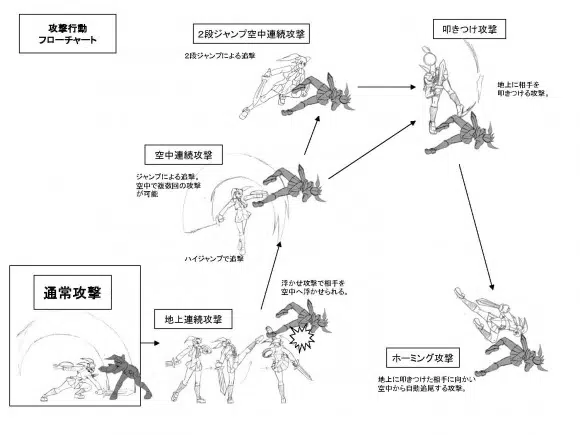 攻撃行動
フローチャート
2段ジャンプ空中連続攻撃
2段ジャンプによる追撃
叩きつけ攻撃
地上に相手を
叩きつける攻撃。
空中連続攻撃
ジャンプによる追撃。
空中で複数回の攻撃
が可能
ハイジャンプで追撃
通常攻撃
地上連続攻撃
浮かせ攻撃で相手を
空中へ浮かせられる。
ホーミング攻撃
地上に叩きつけた相手に向かい
空中から自動追尾する攻撃。